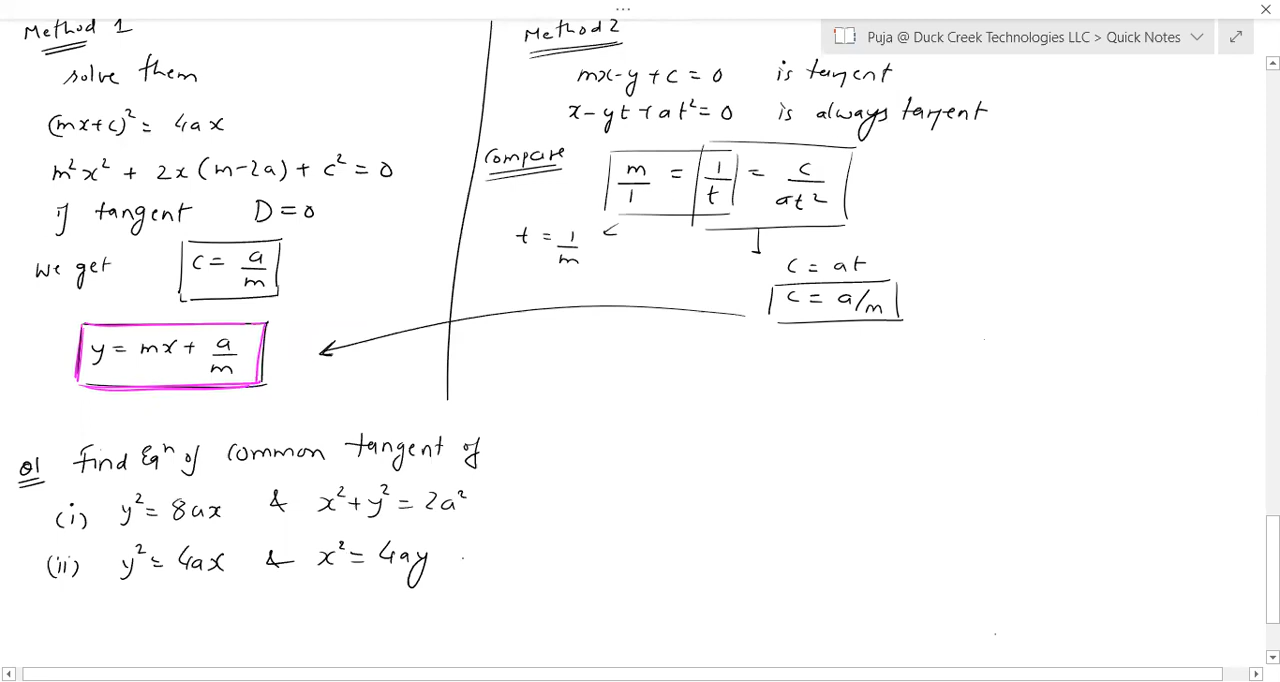 Puja @ Duck Creek Technologies LLC > Quick Notes
Method 1
solve them
(mx+c)² = 4ax
m²x² + 2x(m-2a) + c² = 0
if tangent D = 0
We get c = a/m
y = mx + a/m
Method 2
mx-y+c = 0 is tangent
x-yt+at² = 0 is always tangent
Compare m/1 = 1/t = c/at²
t = 1/m
c = at
c = a/m
Q1 Find Eqⁿ of common tangent of
(i) y² = 8ax & x²+y² = 2a²
(ii) y² = 4ax & x² = 4ay